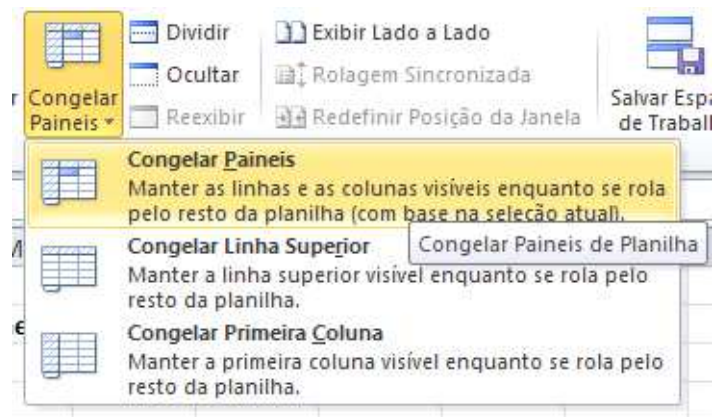 Dividir
Ocultar
Reexibir
Exibir Lado a Lado
Rolagem Sincronizada
Redefinir Posição da Janela
Congelar
Paineis
Salvar Espa
de Trabal
Congelar Paineis
Manter as linhas e as colunas visíveis enquanto se rola
pelo resto da planilha (com base na seleção atual).
Congelar Paineis de Planilha
Congelar Linha Superior
Manter a linha superior visível enquanto se rola pelo
resto da planilha.
Congelar Primeira Coluna
Manter a primeira coluna visível enquanto se rola pelo
resto da planilha.